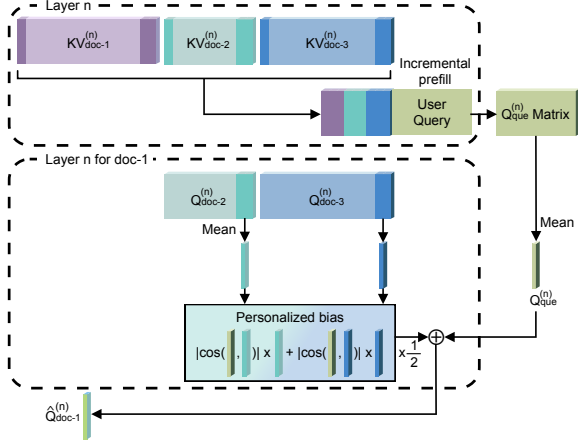 Layer n
KV(n)doc-1
KV(n)doc-2
KV(n)doc-3
Incremental
prefill
User
Query
Q(n)que Matrix
Layer n for doc-1
Q(n)doc-2
Q(n)doc-3
Mean
Mean
Q(n)que
Personalized bias
|cos( , )| x + |cos( , )| x
x 1/2
Q̂(n)doc-1